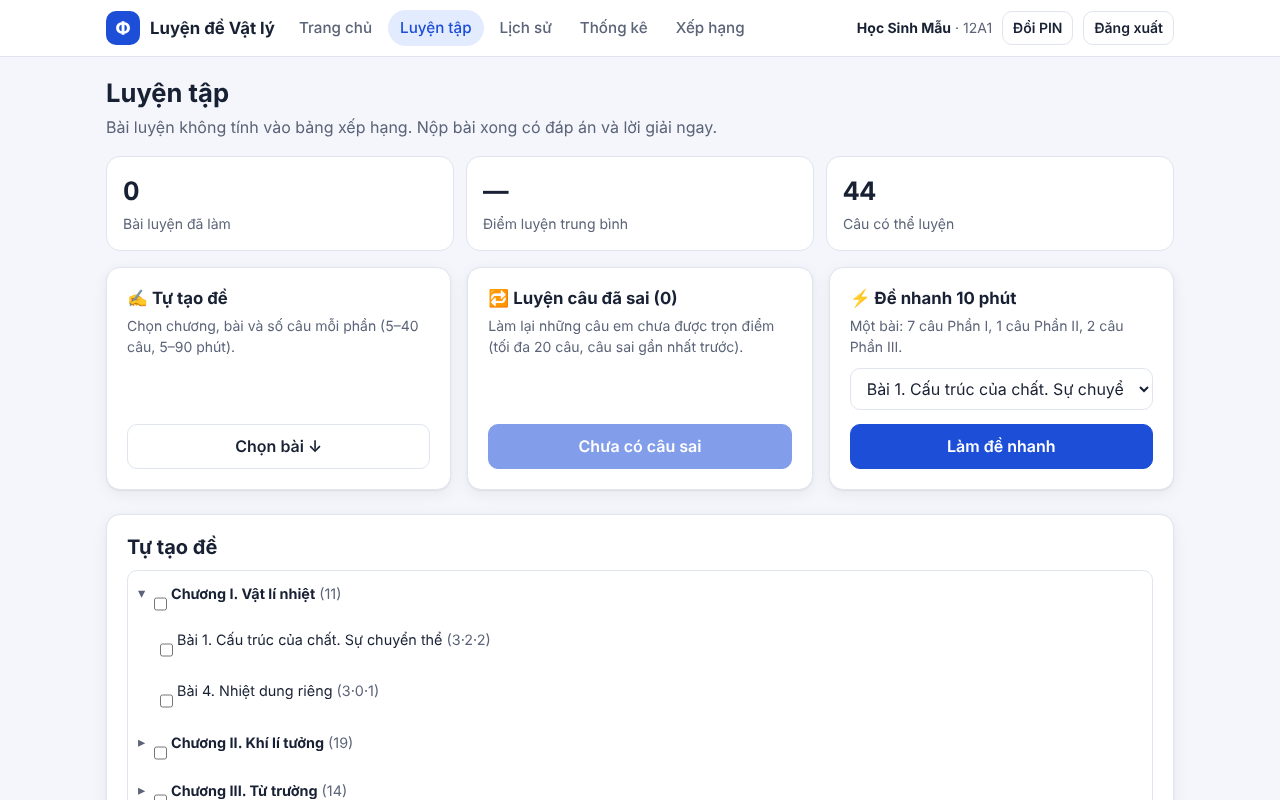 Φ Luyện đề Vật lý Trang chủ Luyện tập Lịch sử Thống kê Xếp hạng Học Sinh Mẫu · 12A1 Đổi PIN Đăng xuất
Luyện tập
Bài luyện không tính vào bảng xếp hạng. Nộp bài xong có đáp án và lời giải ngay.
0
Bài luyện đã làm
—
Điểm luyện trung bình
44
Câu có thể luyện
✍️ Tự tạo đề
Chọn chương, bài và số câu mỗi phần (5–40
câu, 5–90 phút).
Chọn bài ↓
🔁 Luyện câu đã sai (0)
Làm lại những câu em chưa được trọn điểm
(tối đa 20 câu, câu sai gần nhất trước).
Chưa có câu sai
⚡ Đề nhanh 10 phút
Một bài: 7 câu Phần I, 1 câu Phần II, 2 câu
Phần III.
Bài 1. Cấu trúc của chất. Sự chuyể
Làm đề nhanh
Tự tạo đề
▾ Chương I. Vật lí nhiệt (11)
Bài 1. Cấu trúc của chất. Sự chuyển thể (3·2·2)
Bài 4. Nhiệt dung riêng (3·0·1)
▸ Chương II. Khí lí tưởng (19)
▸ Chương III. Từ trường (14)